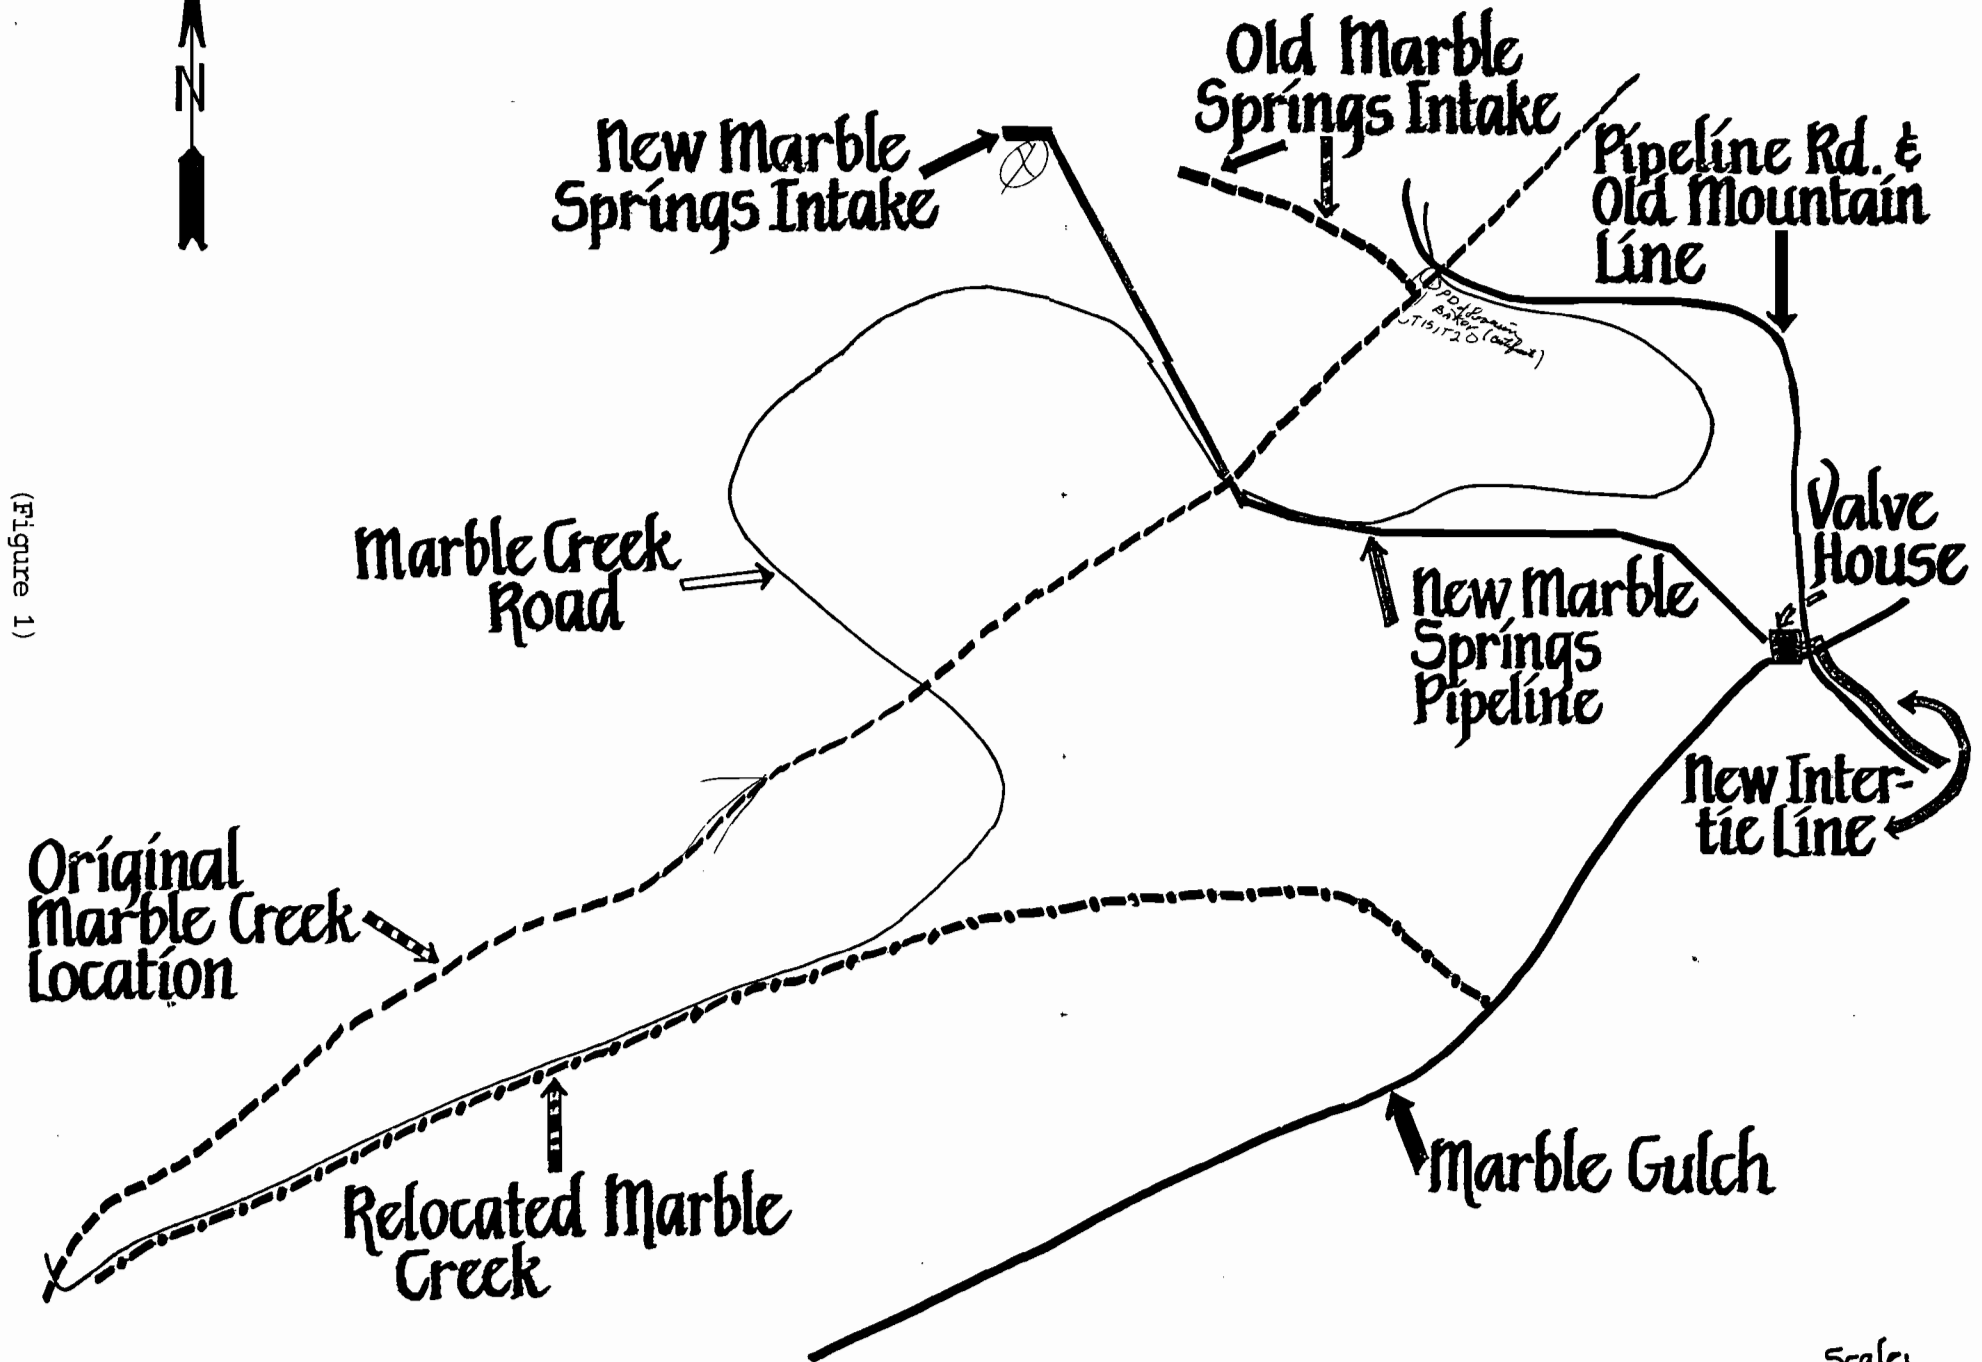 N
Old Marble
Springs Intake
New Marble
Springs Intake
Pipeline Rd. &
Old Mountain
Line
Baker
(Figure 1)
Marble Creek
Road
Valve
House
New Marble
Springs
Pipeline
New Inter-
tie Line
Original
Marble Creek
Location
Relocated Marble
Creek
Marble Gulch
Scale: